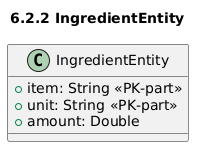 6.2.2 IngredientEntity
C IngredientEntity
item: String «PK-part»
unit: String «PK-part»
amount: Double